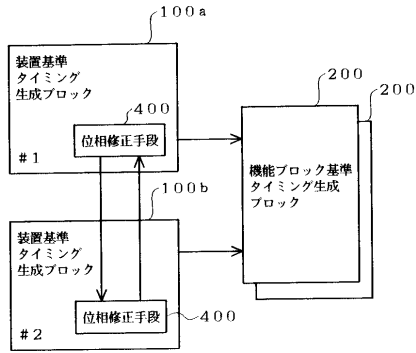 100a
装置基準
タイミング
生成ブロック
400
位相修正手段
#1
200
200
機能ブロック基準
タイミング生成
ブロック
100b
装置基準
タイミング
生成ブロック
位相修正手段
400
#2